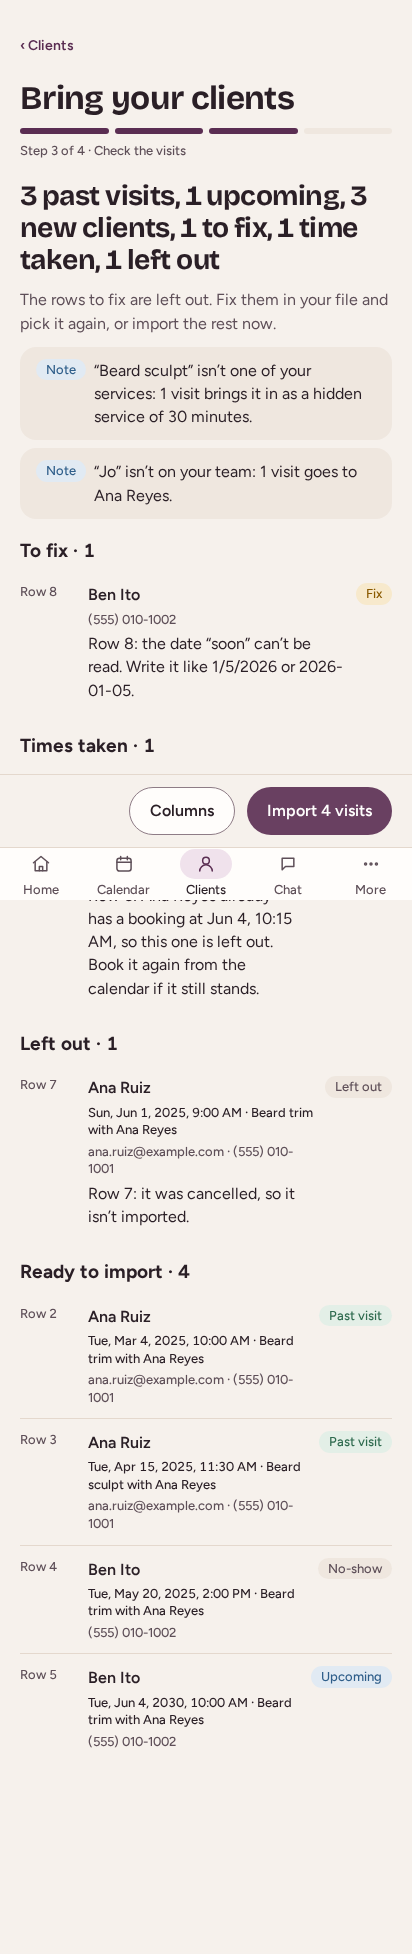 ‹ Clients
Bring your clients
Step 3 of 4 · Check the visits
3 past visits, 1 upcoming, 3
new clients, 1 to fix, 1 time
taken, 1 left out
The rows to fix are left out. Fix them in your file and
pick it again, or import the rest now.
Note “Beard sculpt” isn’t one of your
services: 1 visit brings it in as a hidden
service of 30 minutes.
Note “Jo” isn’t on your team: 1 visit goes to
Ana Reyes.
To fix · 1
Row 8 Ben Ito Fix
(555) 010-1002
Row 8: the date “soon” can’t be
read. Write it like 1/5/2026 or 2026-
01-05.
Times taken · 1
Columns Import 4 visits
Home Calendar Clients Chat More
has a booking at Jun 4, 10:15
AM, so this one is left out.
Book it again from the
calendar if it still stands.
Left out · 1
Row 7 Ana Ruiz Left out
Sun, Jun 1, 2025, 9:00 AM · Beard trim
with Ana Reyes
ana.ruiz@example.com · (555) 010-
1001
Row 7: it was cancelled, so it
isn’t imported.
Ready to import · 4
Row 2 Ana Ruiz Past visit
Tue, Mar 4, 2025, 10:00 AM · Beard
trim with Ana Reyes
ana.ruiz@example.com · (555) 010-
1001
Row 3 Ana Ruiz Past visit
Tue, Apr 15, 2025, 11:30 AM · Beard
sculpt with Ana Reyes
ana.ruiz@example.com · (555) 010-
1001
Row 4 Ben Ito No-show
Tue, May 20, 2025, 2:00 PM · Beard
trim with Ana Reyes
(555) 010-1002
Row 5 Ben Ito Upcoming
Tue, Jun 4, 2030, 10:00 AM · Beard
trim with Ana Reyes
(555) 010-1002